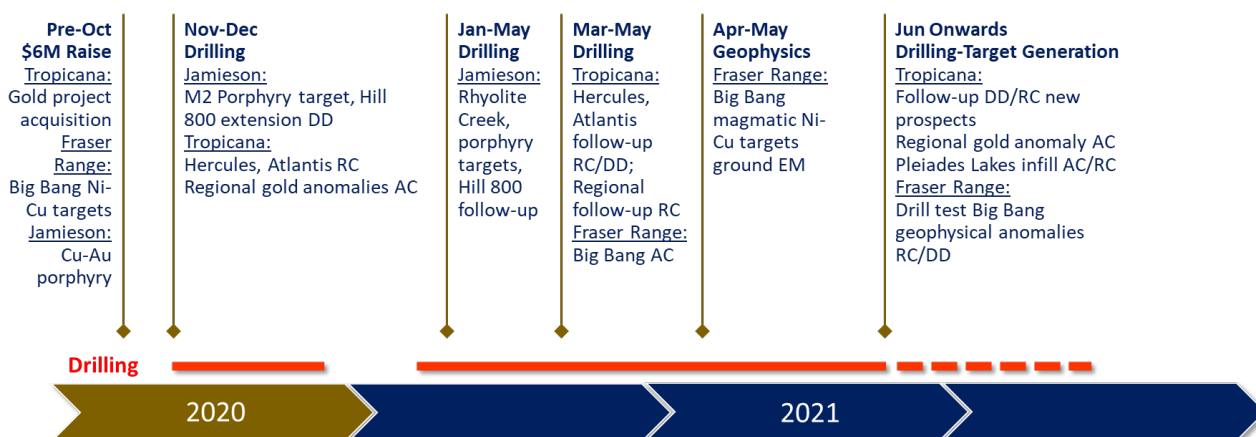 Pre-Oct
$6M Raise
Tropicana:
Gold project
acquisition
Fraser
Range:
Big Bang Ni-
Cu targets
Jamieson:
Cu-Au
porphyry
Nov-Dec
Drilling
Jamieson:
M2 Porphyry target, Hill
800 extension DD
Tropicana:
Hercules, Atlantis RC
Regional gold anomalies AC
Jan-May
Drilling
Jamieson:
Rhyolite
Creek,
porphyry
targets,
Hill 800
follow-up
Mar-May
Drilling
Tropicana:
Hercules,
Atlantis
follow-up
RC/DD;
Regional
follow-up RC
Fraser Range:
Big Bang AC
Apr-May
Geophysics
Fraser Range:
Big Bang
magmatic Ni-
Cu targets
ground EM
Jun Onwards
Drilling-Target Generation
Tropicana:
Follow-up DD/RC new
prospects
Regional gold anomaly AC
Pleiades Lakes infill AC/RC
Fraser Range:
Drill test Big Bang
geophysical anomalies
RC/DD
Drilling
2020
2021